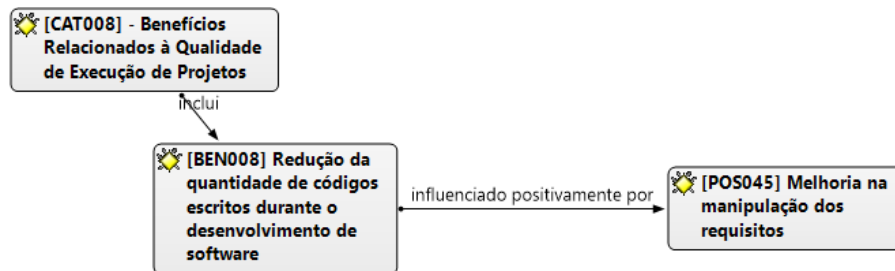 [CAT008] - Benefícios
Relacionados à Qualidade
de Execução de Projetos
inclui
[BEN008] Redução da
quantidade de códigos
escritos durante o
desenvolvimento de
software
influenciado positivamente por
[POS045] Melhoria na
manipulação dos
requisitos